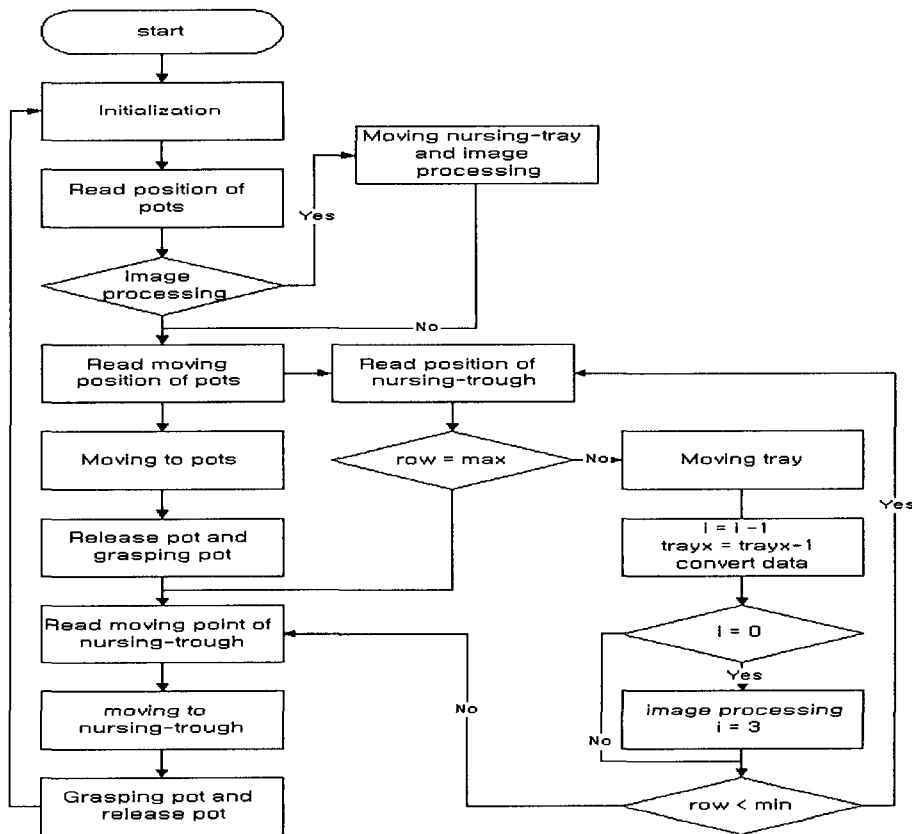 start
Initialization
Moving nursing-tray
and image
processing
Read position of
pots
Yes
Image
processing
No
Read moving
position of pots
Read position of
nursing-trough
Moving to pots
row = max
No
Moving tray
Yes
Release pot and
grasping pot
i = i -1
trayx = trayx-1
convert data
Read moving point of
nursing-trough
i = 0
Yes
moving to
nursing-trough
No
image processing
i = 3
No
Grasping pot and
release pot
row < min